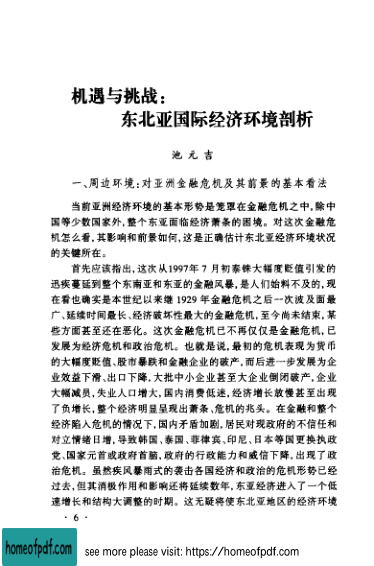 机遇与挑战：
东北亚国际经济环境剖析
池 元 吉
一、周边环境：对亚洲金融危机及其前景的基本看法
当前亚洲经济环境的基本形势是笼罩在金融危机之中，除中
国等少数国家外，整个东亚面临经济萧条的困境。对这次金融危
机怎么看，其影响和前景如何，这是正确估计东北亚经济环境状况
的关键所在。
首先应该指出，这次从1997年 7 月初泰铢大幅度贬值引发的
迅疾蔓延到整个东南亚和东亚的金融风暴，是人们始料不及的，现
在看也确实是本世纪以来继 1929 年金融危机之后一次波及面最
广、延续时间最长、经济破坏性最大的金融危机，至今尚未结束，某
些方面甚至还在恶化。这次金融危机已不再仅仅是金融危机，已
发展为经济危机和政治危机。也就是说，最初的危机表现为货币
的大幅度贬值、股市暴跌和金融企业的破产，而后进一步发展为企
业效益下滑、出口下降，大批中小企业甚至大企业倒闭破产，企业
大幅减员，失业人口增大，国内消费低迷，经济增长放慢甚至出现
了负增长，整个经济明显呈现出萧条、危机的兆头。在金融和整个
经济陷入危机的情况下，国内矛盾加剧，居民对现政府的不信任和
对立情绪日增，导致韩国、泰国、菲律宾、印尼、日本等国更换执政
党、国家元首或政府首脑，政府的行政能力和威信下降，出现了政
治危机。虽然疾风暴雨式的袭击各国经济和政治的危机形势已经
过去，但其消极作用和影响还将延续数年，东亚经济进入了一个低
速增长和结构大调整的时期。这无疑将使东北亚地区的经济环境
· 6 ·
homeofpdf.com
see more please visit: https://homeofpdf.com